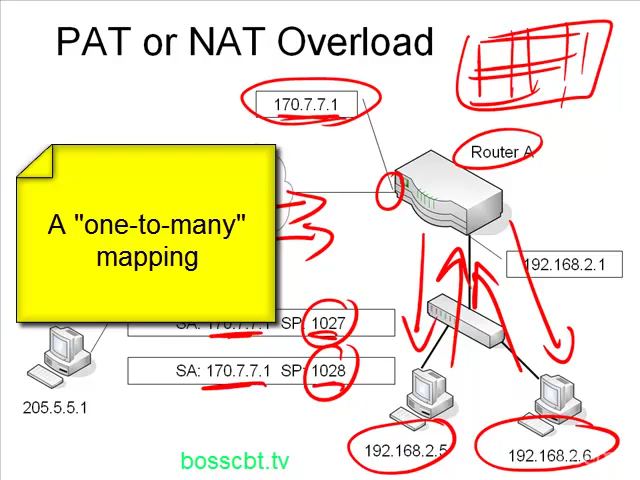 PAT or NAT Overload
170.7.7.1
Router A
A "one-to-many"
mapping
192.168.2.1
SA: 170.7.7.1 SP: 1027
SA: 170.7.7.1 SP: 1028
205.5.5.1
192.168.2.5
192.168.2.6
bosscbt.tv